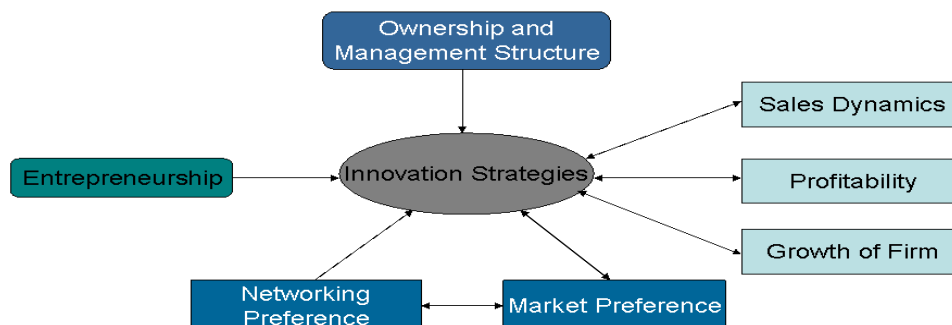 Ownership and
Management Structure
Sales Dynamics
Entrepreneurship
Innovation Strategies
Profitability
Growth of Firm
Networking
Preference
Market Preference